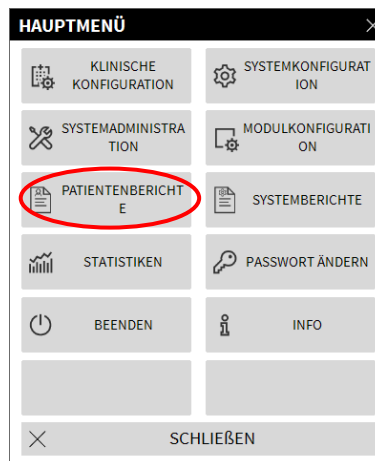 HAUPTMENÜ
KLINISCHE
KONFIGURATION
SYSTEMKONFIGURAT
ION
SYSTEMADMINISTRA
TION
MODULKONFIGURATI
ON
PATIENTENBERICHT
E
SYSTEMBERICHTE
STATISTIKEN
PASSWORT ÄNDERN
BEENDEN
INFO
SCHLIEßEN